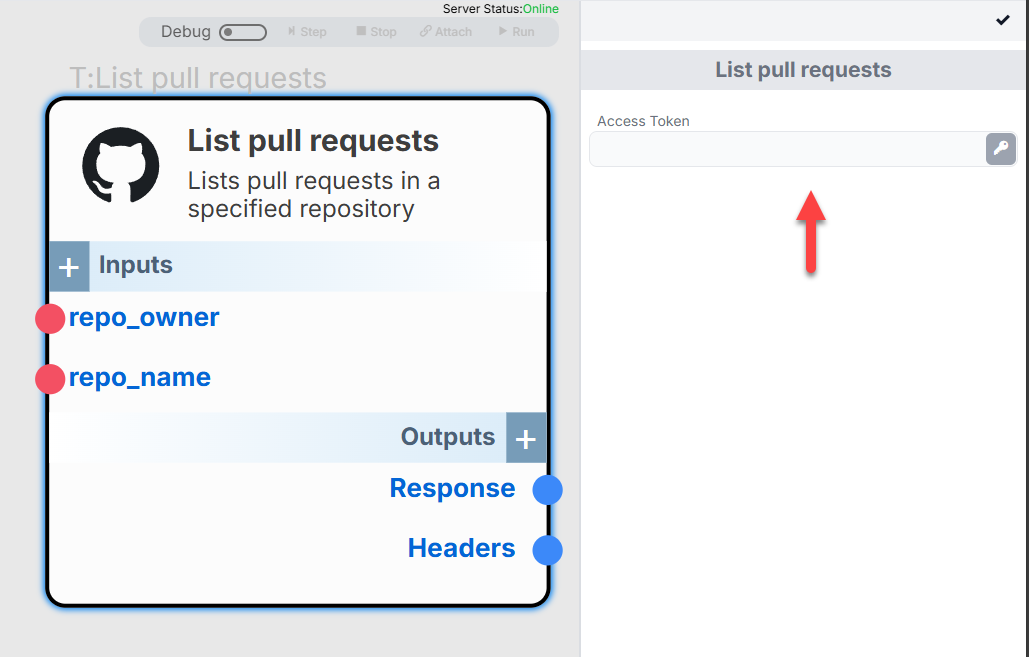 Server Status:Online
Debug Step Stop Attach Run
T:List pull requests
List pull requests
Lists pull requests in a
specified repository
+ Inputs
repo_owner
repo_name
Outputs +
Response
Headers
List pull requests
Access Token